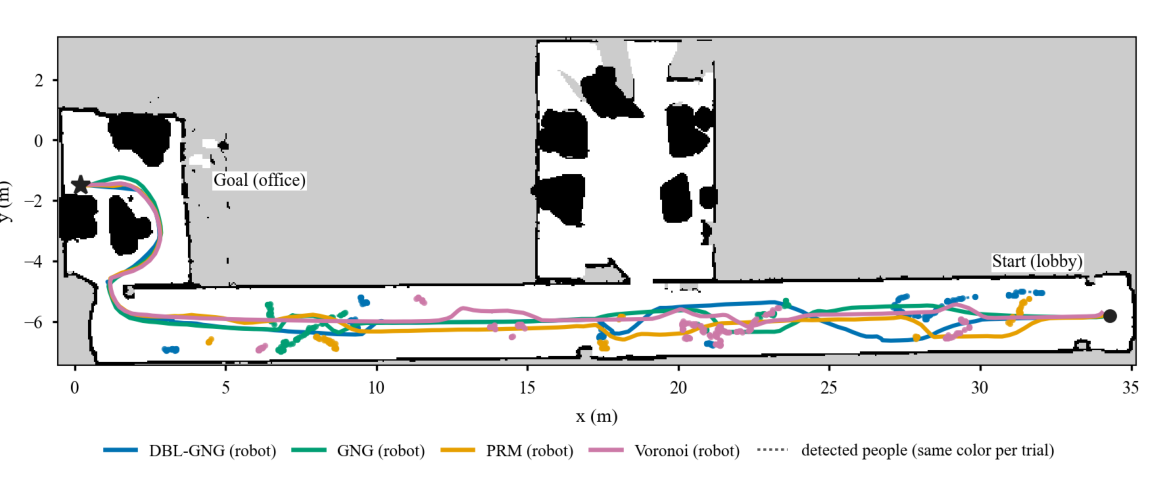 2
0
−2
−4
−6
y (m)
Goal (office)
Start (lobby)
0 5 10 15 20 25 30 35
x (m)
DBL-GNG (robot) GNG (robot) PRM (robot) Voronoi (robot) detected people (same color per trial)